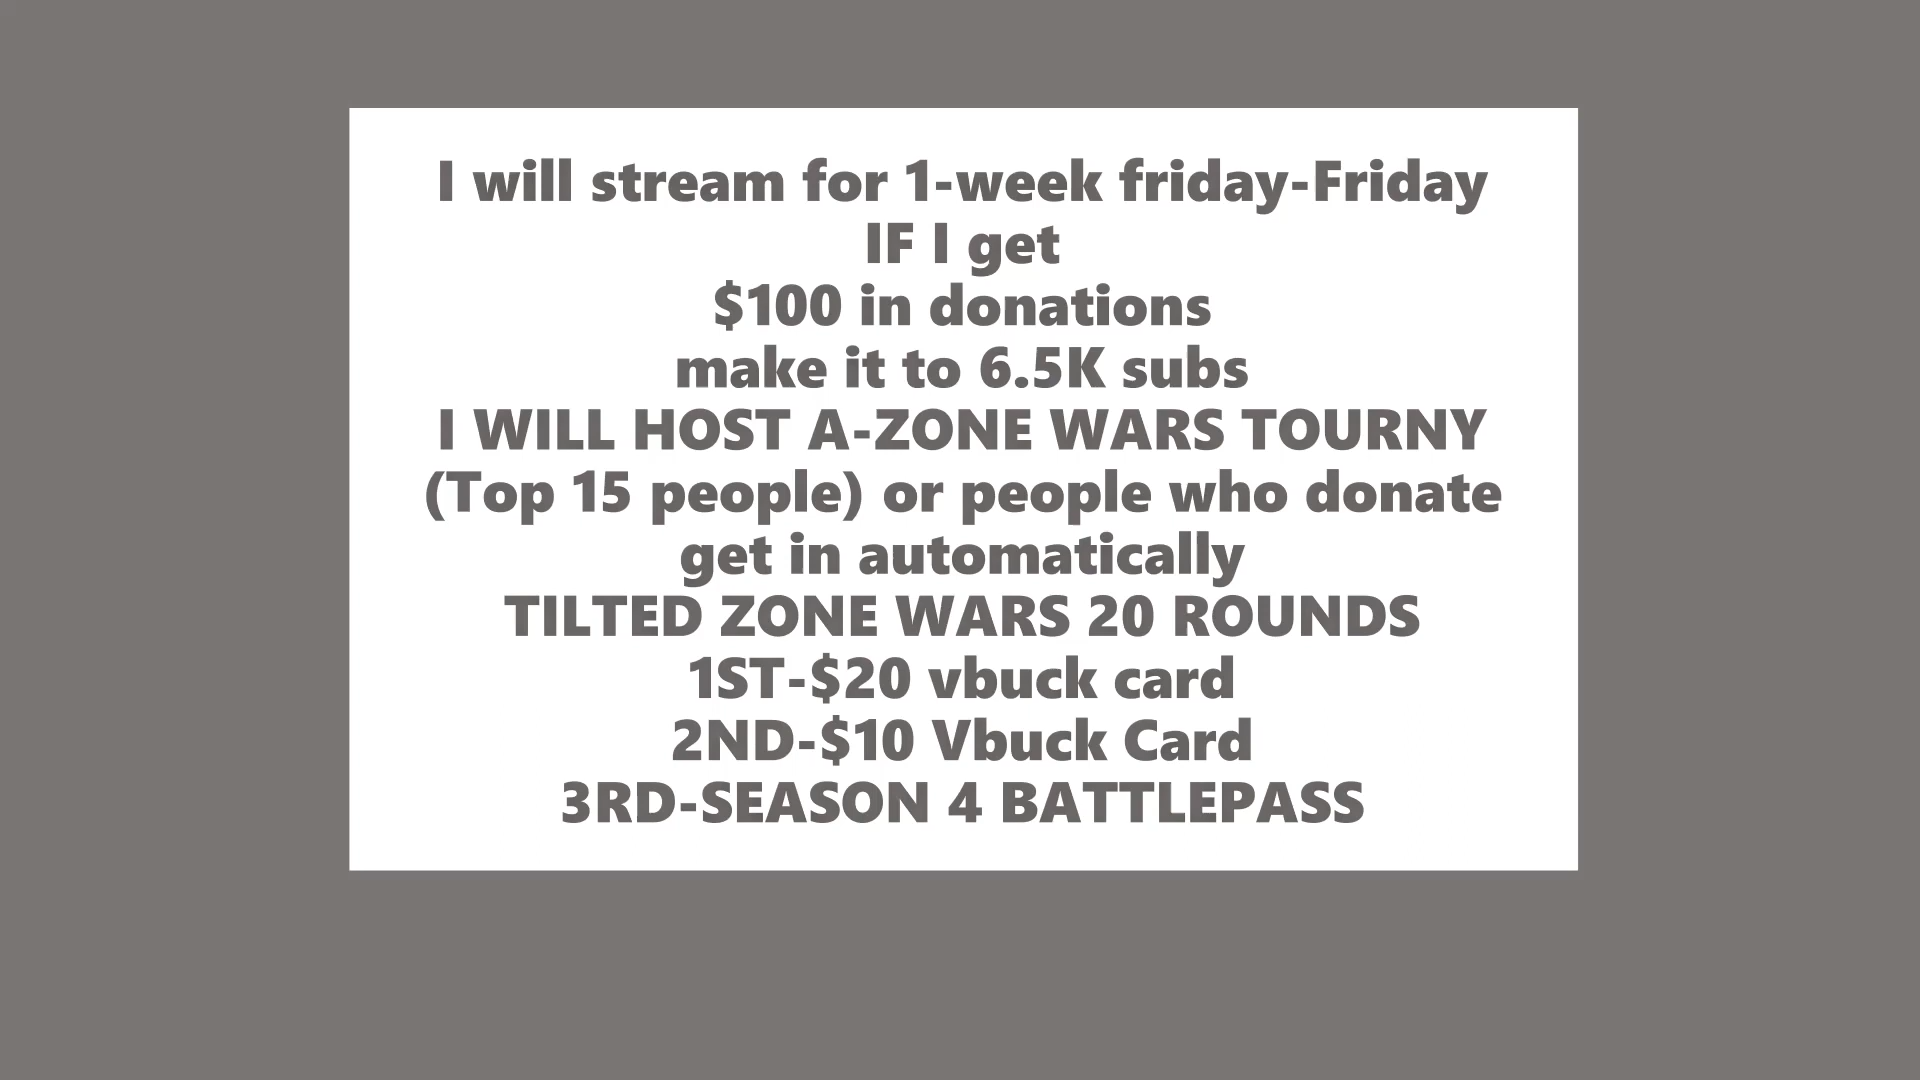 I will stream for 1-week friday-Friday
IF I get
$100 in donations
make it to 6.5K subs
I WILL HOST A-ZONE WARS TOURNY
(Top 15 people) or people who donate
get in automatically
TILTED ZONE WARS 20 ROUNDS
1ST-$20 vbuck card
2ND-$10 Vbuck Card
3RD-SEASON 4 BATTLEPASS